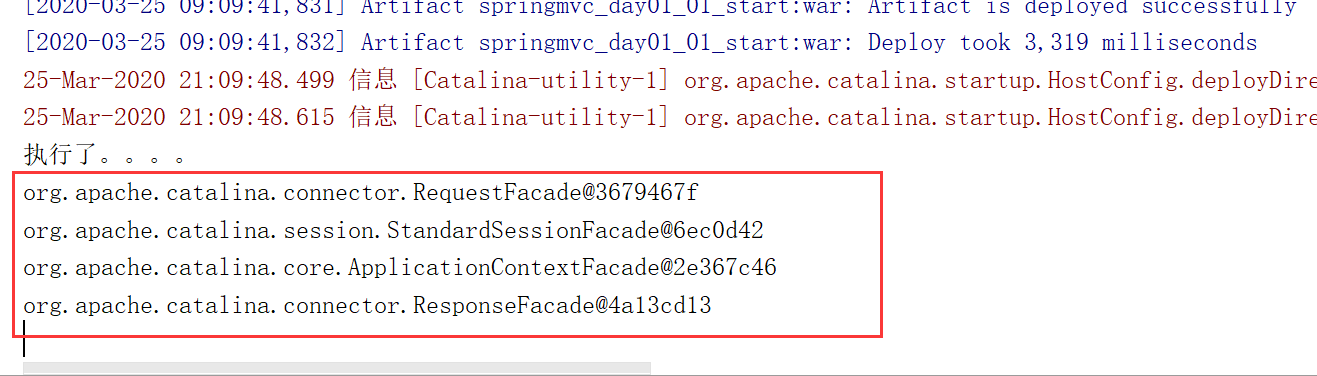 [2020-03-25 09:09:41,831] Artifact springmvc_day01_01_start:war: Artifact is deployed successfully
[2020-03-25 09:09:41,832] Artifact springmvc_day01_01_start:war: Deploy took 3,319 milliseconds
25-Mar-2020 21:09:48.499 信息 [Catalina-utility-1] org.apache.catalina.startup.HostConfig.deployDire
25-Mar-2020 21:09:48.615 信息 [Catalina-utility-1] org.apache.catalina.startup.HostConfig.deployDire
执行了。。。。
org.apache.catalina.connector.RequestFacade@3679467f
org.apache.catalina.session.StandardSessionFacade@6ec0d42
org.apache.catalina.core.ApplicationContextFacade@2e367c46
org.apache.catalina.connector.ResponseFacade@4a13cd13